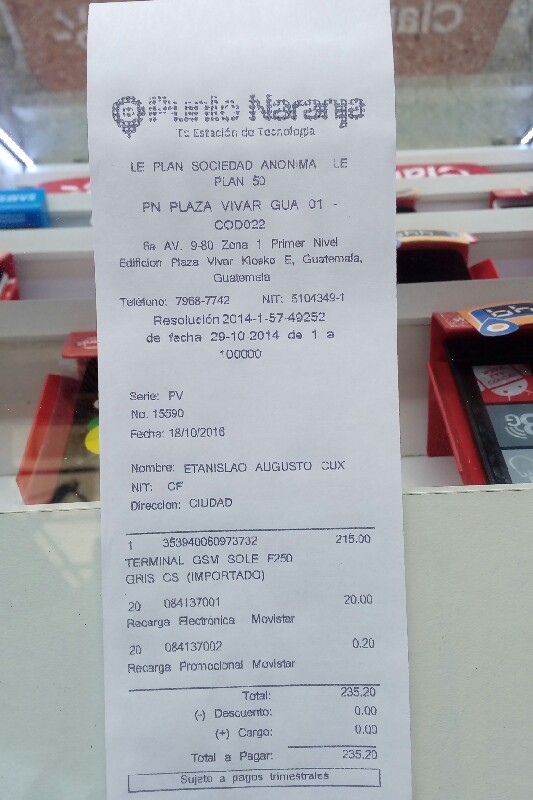 Punto Naranja
Tu Estación de Tecnología
LE PLAN SOCIEDAD ANONIMA LE
PLAN 50
PN PLAZA VIVAR GUA 01 -
COD022
6a AV. 9-80 Zona 1 Primer Nivel
Edificion Plaza Vivar Kiosko E, Guatemala,
Guatemala
Teléfono: 7968-7742 NIT: 5104349-1
Resolución 2014-1-57-49252
de fecha 29-10-2014 de 1 a
100000
Serie: PV
No. 15590
Fecha: 18/10/2016
Nombre: ETANISLAO AUGUSTO CUX
NIT: CF
Direccion: CIUDAD
1 353940060973732 215.00
TERMINAL GSM SOLE F250
GRIS CS (IMPORTADO)
20 084137001 20.00
Recarga Electrónica Movistar
20 084137002 0.20
Recarga Promocional Movistar
Total: 235.20
(-) Descuento: 0.00
(+) Cargo: 0.00
Total a Pagar: 235.20
Sujeto a pagos trimestrales